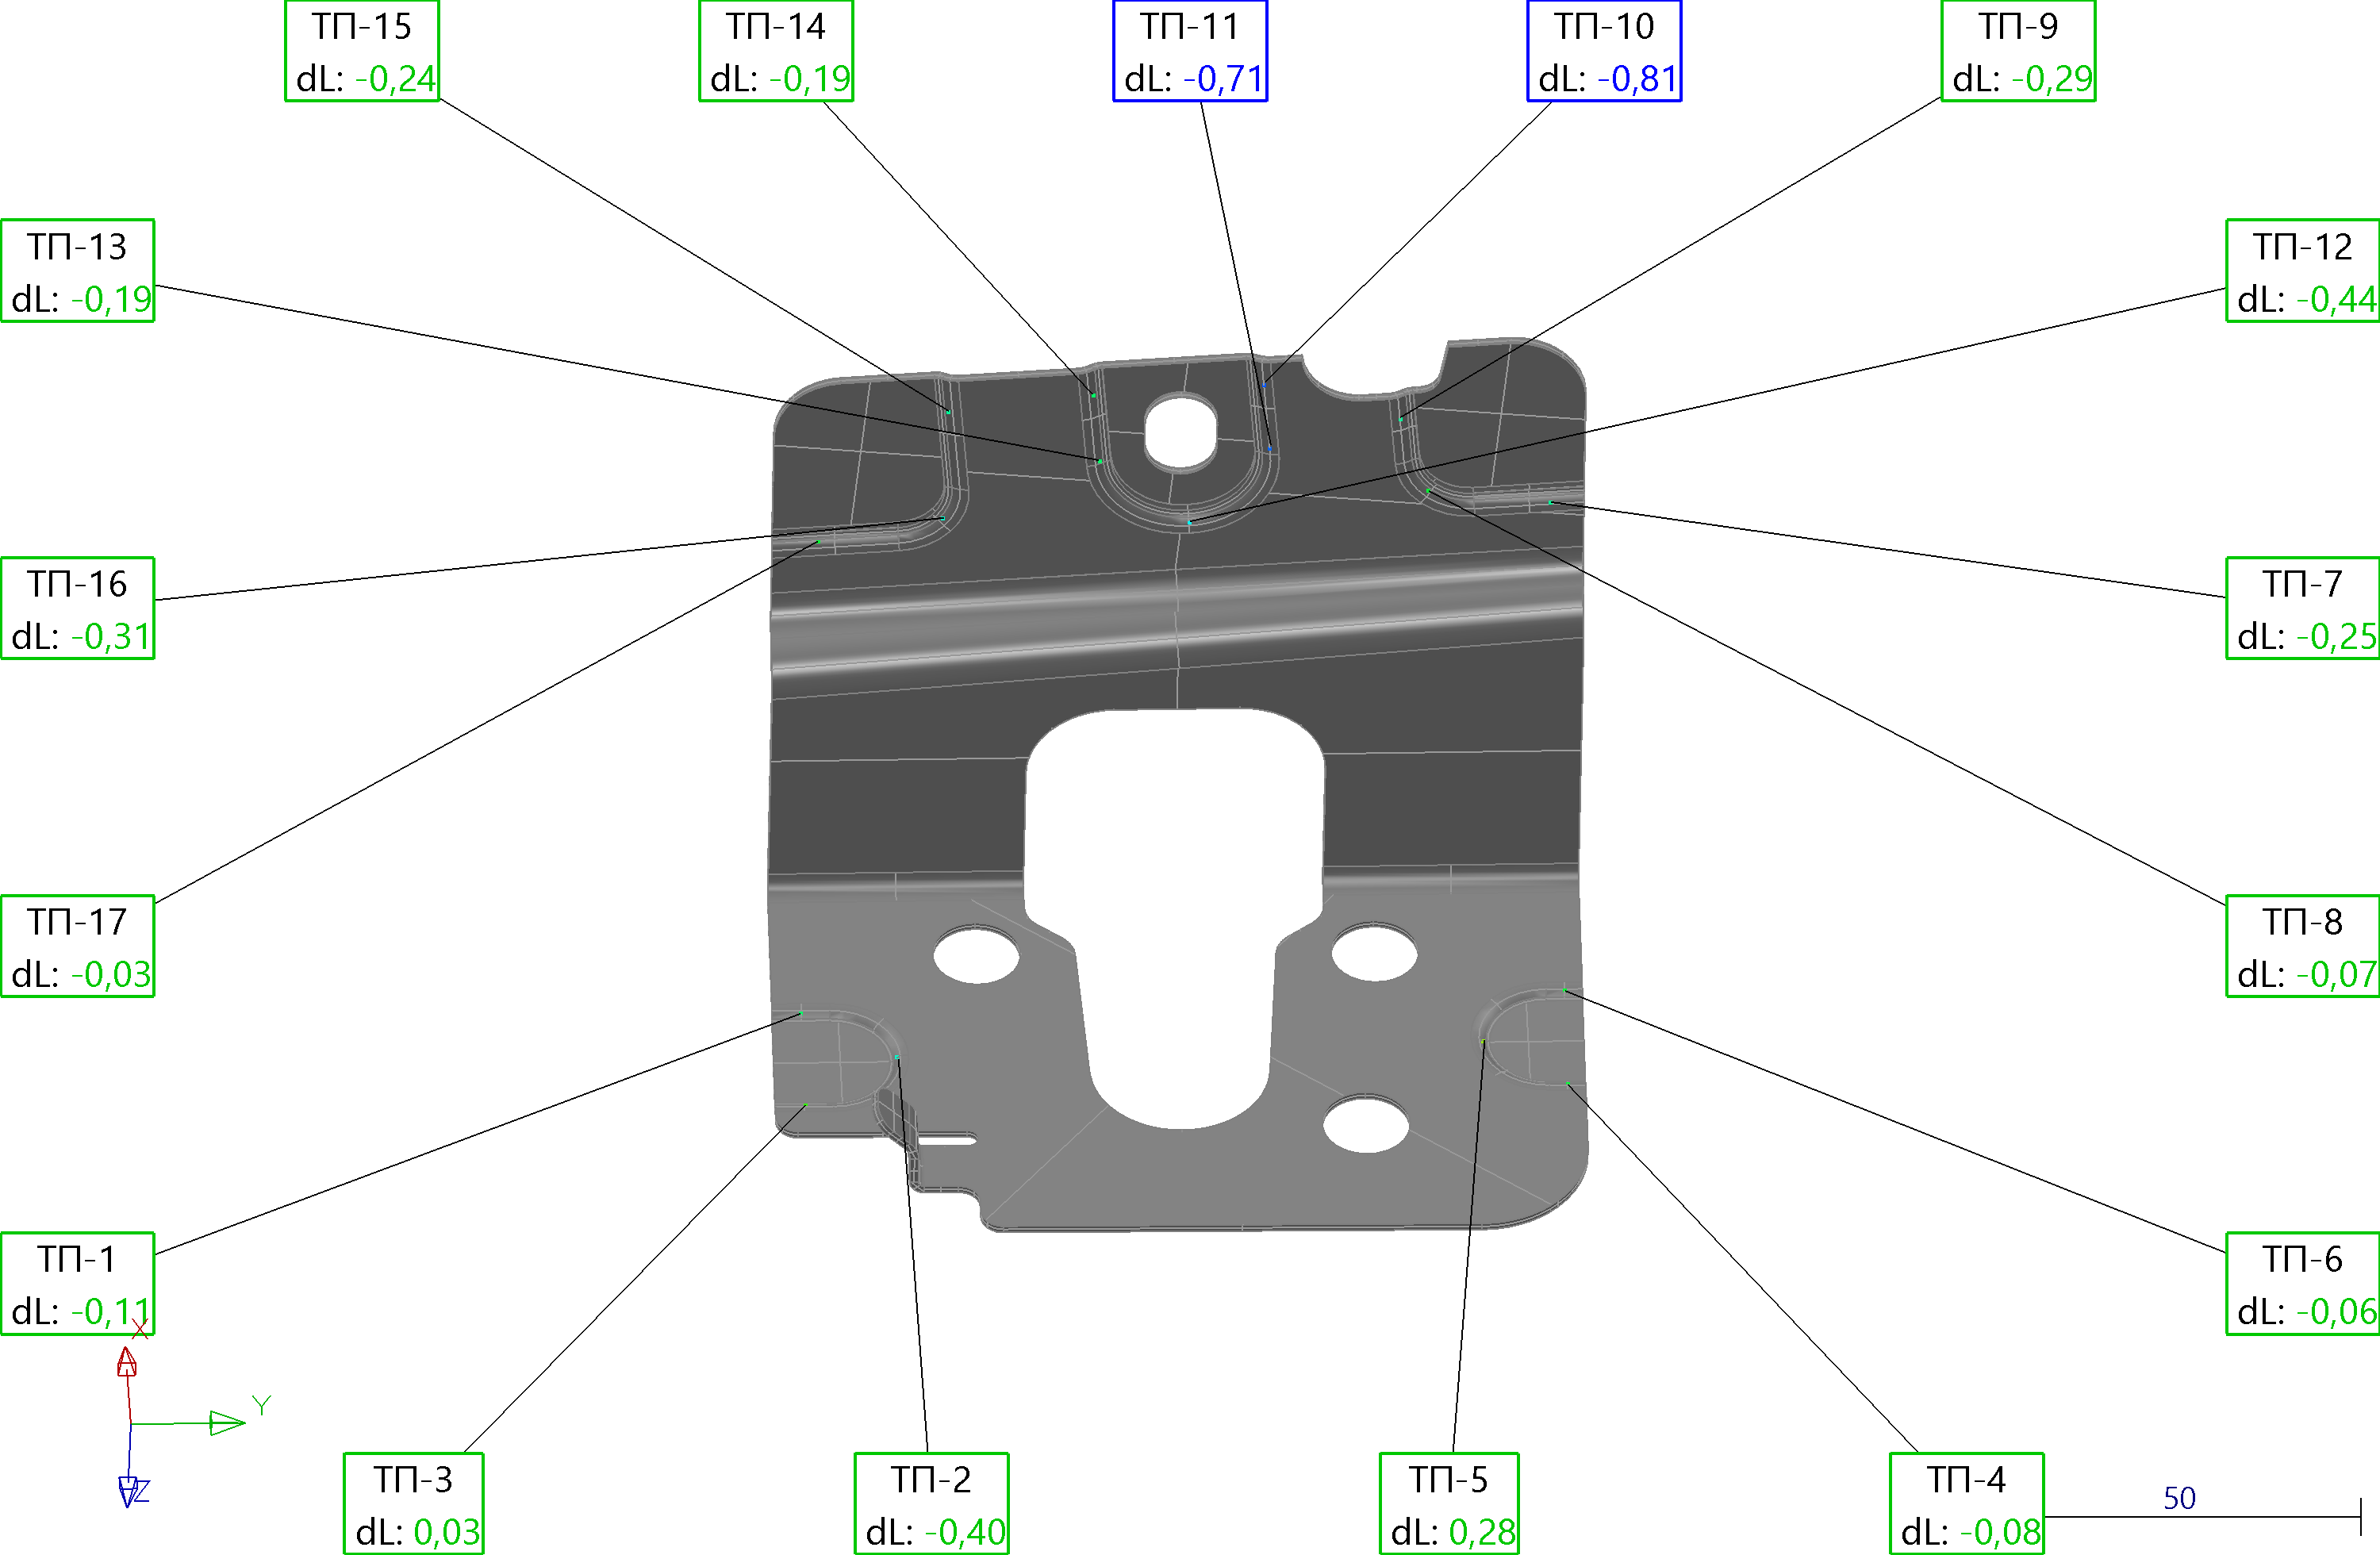 ТП-15
dL: -0,24
ТП-14
dL: -0,19
ТП-11
dL: -0,71
ТП-10
dL: -0,81
ТП-9
dL: -0,29
ТП-13
dL: -0,19
ТП-12
dL: -0,44
ТП-16
dL: -0,31
ТП-7
dL: -0,25
ТП-17
dL: -0,03
ТП-8
dL: -0,07
ТП-1
dL: -0,11
ТП-6
dL: -0,06
X
Y
Z
ТП-3
dL: 0,03
ТП-2
dL: -0,40
ТП-5
dL: 0,28
ТП-4
dL: -0,08
50